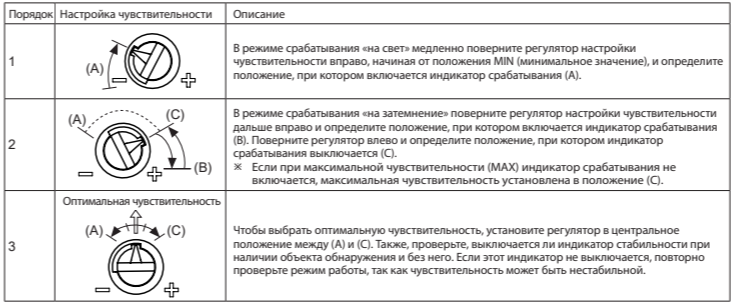 Порядок Настройка чувствительности Описание
1
(A)
В режиме срабатывания «на свет» медленно поверните регулятор настройки
чувствительности вправо, начиная от положения MIN (минимальное значение), и определите
положение, при котором включается индикатор срабатывания (A).
2
(A)
(C)
(B)
В режиме срабатывания «на затемнение» поверните регулятор настройки чувствительности
дальше вправо и определите положение, при котором включается индикатор срабатывания
(B). Поверните регулятор влево и определите положение, при котором индикатор
срабатывания выключается (C).
※ Если при максимальной чувствительности (MAX) индикатор срабатывания не
включается, максимальная чувствительность установлена в положение (C).
3
Оптимальная чувствительность
(A)
(C)
Чтобы выбрать оптимальную чувствительность, установите регулятор в центральное
положение между (A) и (C). Также, проверьте, выключается ли индикатор стабильности при
наличии объекта обнаружения и без него. Если этот индикатор не выключается, повторно
проверьте режим работы, так как чувствительность может быть нестабильной.